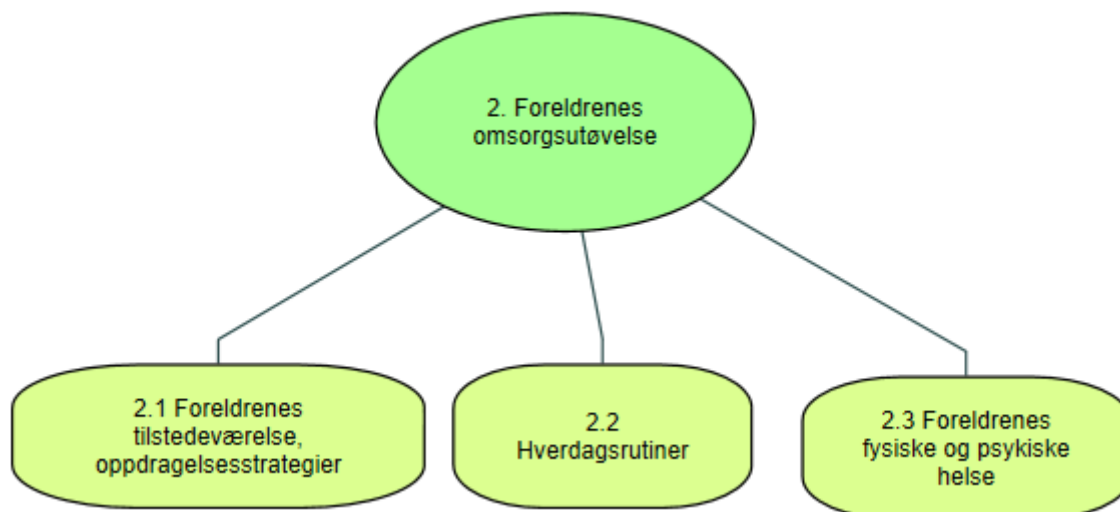 2. Foreldrenes
omsorgsutøvelse
2.1 Foreldrenes
tilstedeværelse,
oppdragelsesstrategier
2.2
Hverdagsrutiner
2.3 Foreldrenes
fysiske og psykiske
helse